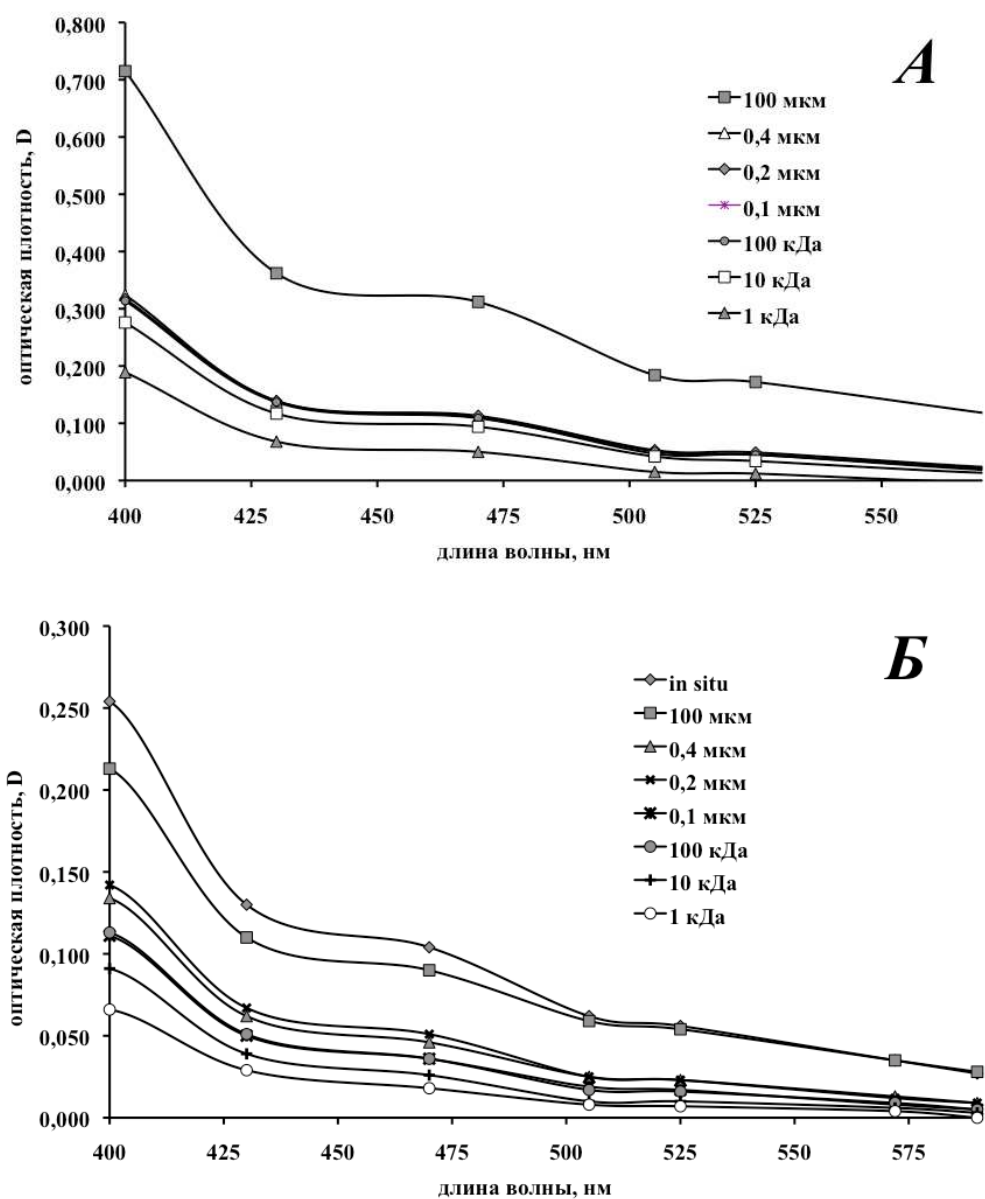 А
оптическая плотность, D
0,800
0,700
0,600
0,500
0,400
0,300
0,200
0,100
0,000
400 425 450 475 500 525 550
длина волны, нм
100 мкм
0,4 мкм
0,2 мкм
0,1 мкм
100 кДа
10 кДа
1 кДа
Б
оптическая плотность, D
0,300
0,250
0,200
0,150
0,100
0,050
0,000
400 425 450 475 500 525 550 575
длина волны, нм
in situ
100 мкм
0,4 мкм
0,2 мкм
0,1 мкм
100 кДа
10 кДа
1 кДа